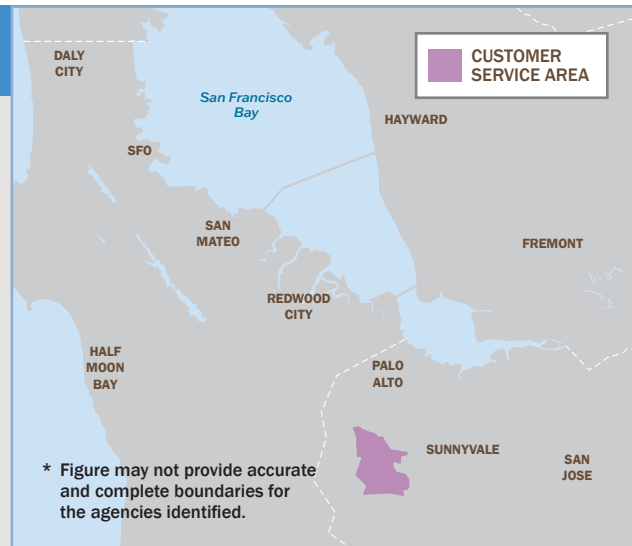 DALY
CITY
CUSTOMER
SERVICE AREA
San Francisco
Bay
HAYWARD
SFO
SAN
MATEO
FREMONT
REDWOOD
CITY
HALF
MOON
BAY
PALO
ALTO
SUNNYVALE
SAN
JOSE
* Figure may not provide accurate
and complete boundaries for
the agencies identified.